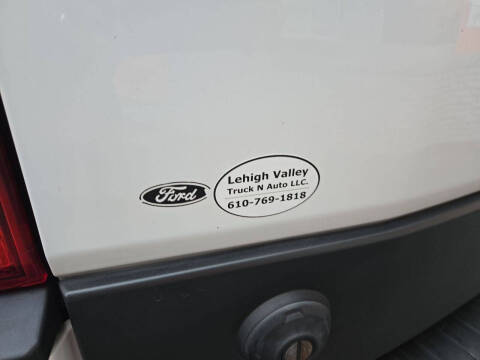 Ford
Lehigh Valley
Truck N Auto LLC.
610-769-1818